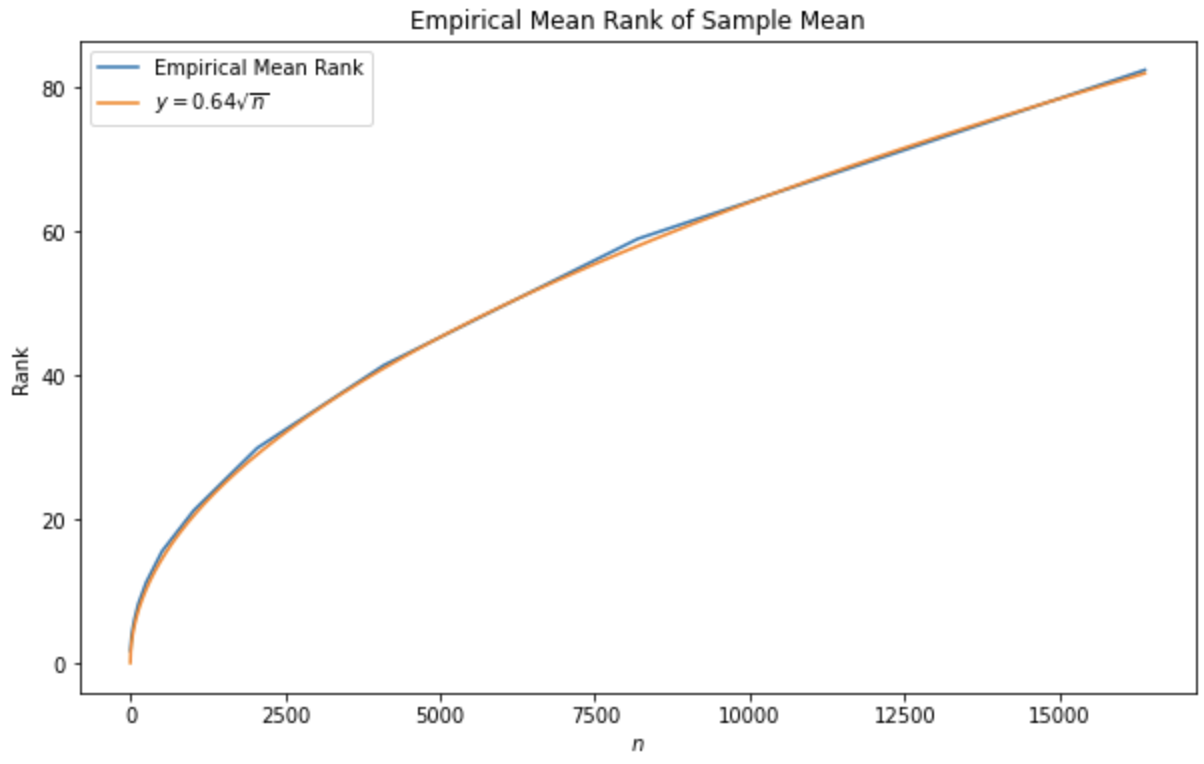 Empirical Mean Rank of Sample Mean
Empirical Mean Rank
y = 0.64√n
80
60
40
20
0
Rank
0 2500 5000 7500 10000 12500 15000
n